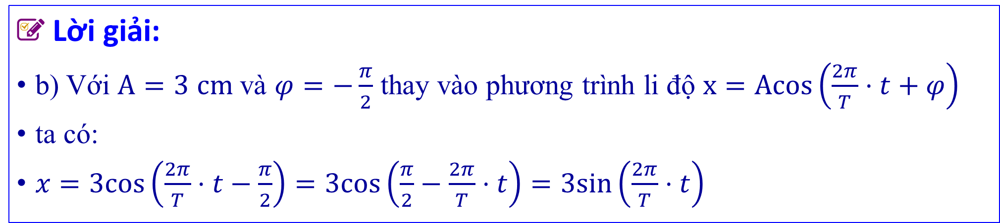 Lời giải:
• b) Với A = 3 cm và φ = −π/2 thay vào phương trình li độ x = Acos(2π/T · t + φ)
• ta có:
• x = 3cos(2π/T · t − π/2) = 3cos(π/2 − 2π/T · t) = 3sin(2π/T · t)